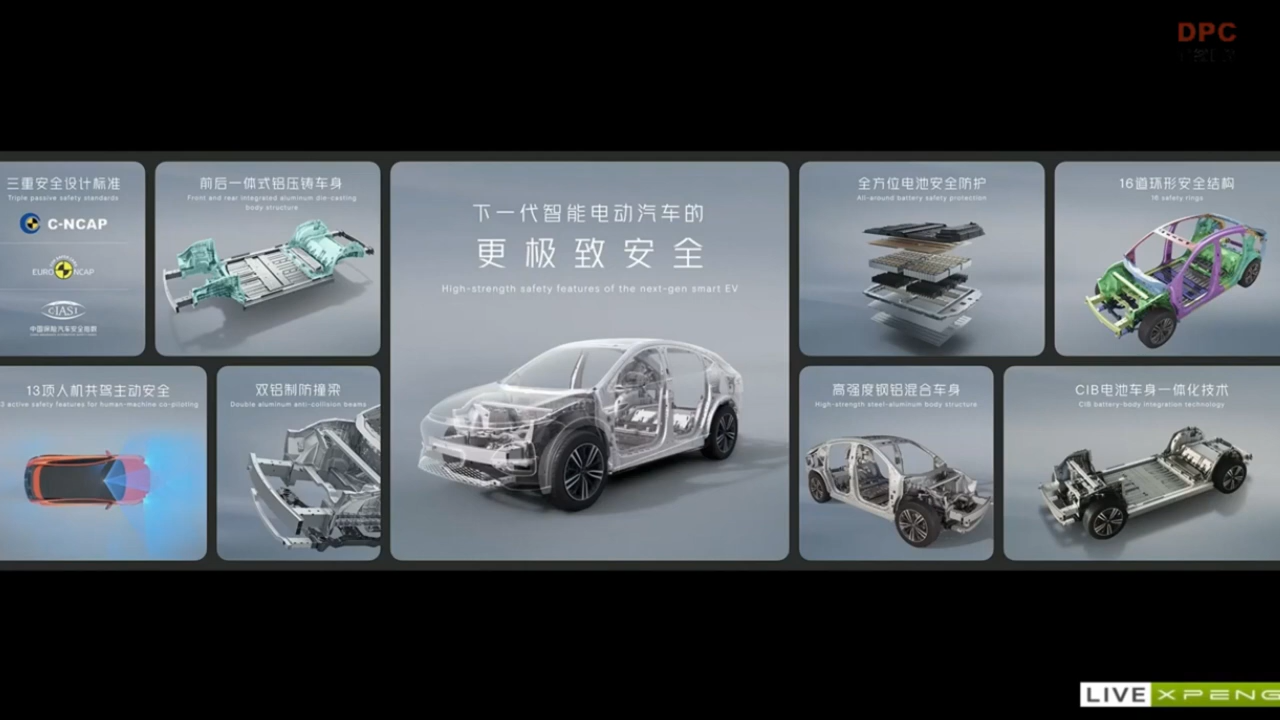 DPC
三重安全设计标准
Triple passive safety standards
C-NCAP
EURO NCAP
CIASI
前后一体式铝压铸车身
Front and rear integrated aluminum die-casting
body structure
下一代智能电动汽车的
更极致安全
High-strength safety features of the next-gen smart EV
全方位电池安全防护
All-around battery safety protection
16道环形安全结构
16 safety rings
13项人机共驾主动安全
3 active safety features for human-machine co-piloting
双铝制防撞梁
Double aluminum anti-collision beams
高强度钢铝混合车身
High-strength steel-aluminum body structure
CIB电池车身一体化技术
CIB battery-body integration technology
LIVE XPENG